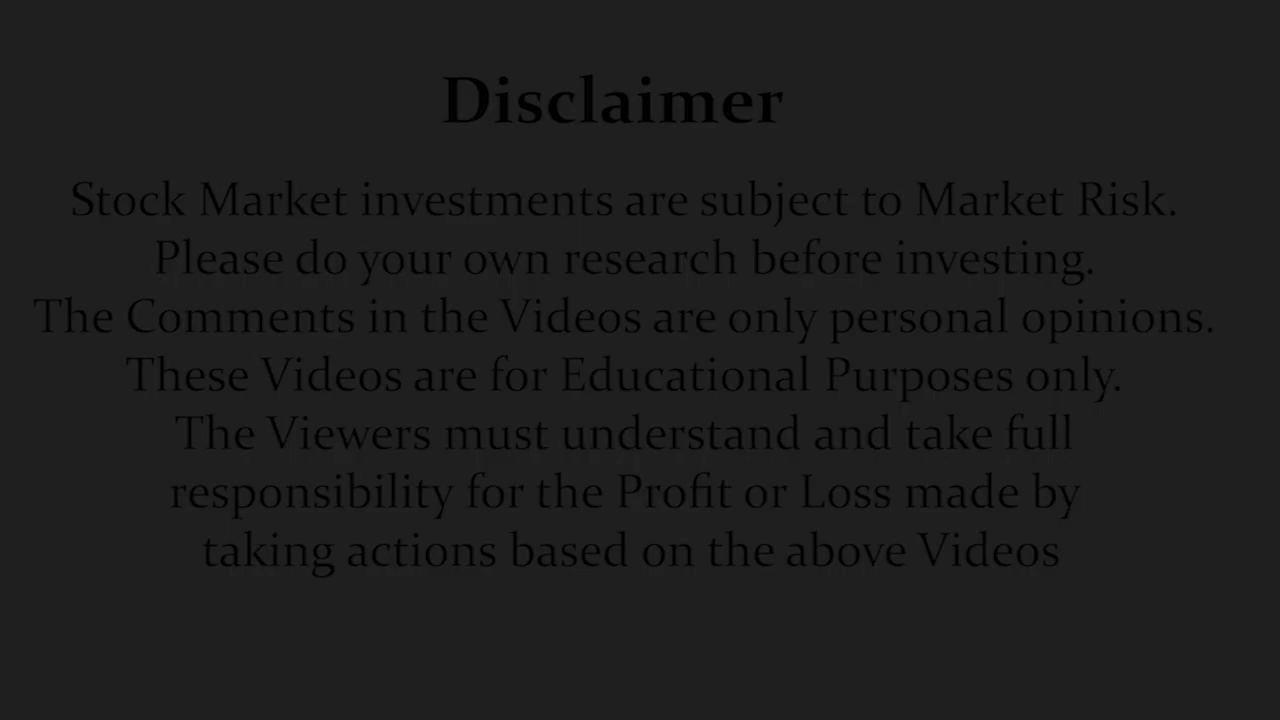 Disclaimer
Stock Market investments are subject to Market Risk.
Please do your own research before investing.
The Comments in the Videos are only personal opinions.
These Videos are for Educational Purposes only.
The Viewers must understand and take full
responsibility for the Profit or Loss made by
taking actions based on the above Videos